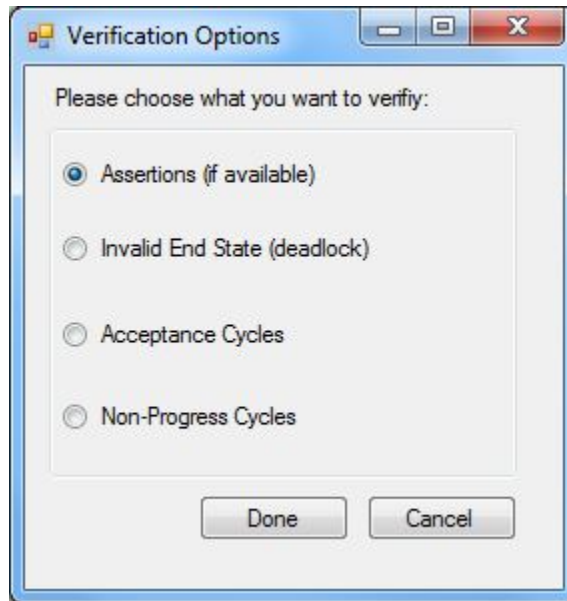 Verification Options
Please choose what you want to verifiy:
Assertions (if available)
Invalid End State (deadlock)
Acceptance Cycles
Non-Progress Cycles
Done Cancel